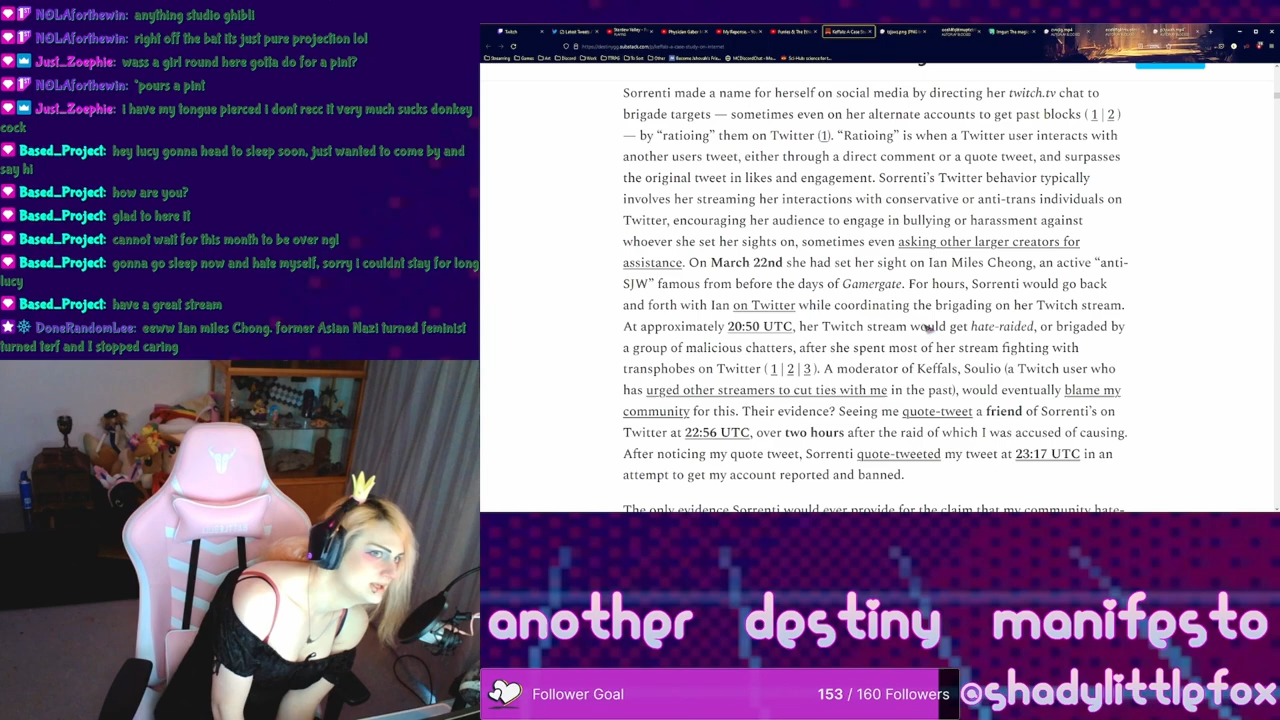 NOLAforthewin: anything studio ghibli
NOLAforthewin: right off the bat its massive projection lol
Just_Zoephie: was a girl round here gotta do for a pint?
NOLAforthewin: *pours a pint
Just_Zoephie: i have my tongue pierced i dont recc it very much sucks donkey
cock
Based_Project: hey lucy gonna head to sleep soon, just wanted to come by and
say hi
Based_Project: how are you?
Based_Project: glad to here it
Based_Project: cannot wait for this month to be over ngl
Based_Project: gonna go sleep now and hate myself, sorry i couldnt stay for long
lucy
Based_Project: have a great stream
DoneRandomLee: eeww Ian miles Chong. former Asian Nazi turned feminist
turned terf and I stopped caring
Sorrenti made a name for herself on social media by directing her twitch.tv chat to
brigade targets — sometimes even on her alternate accounts to get past blocks ( 1 | 2 )
— by “ratioing” them on Twitter (1). “Ratioing” is when a Twitter user interacts with
another users tweet, either through a direct comment or a quote tweet, and surpasses
the original tweet in likes and engagement. Sorrenti’s Twitter behavior typically
involves her streaming her interactions with conservative or anti-trans individuals on
Twitter, encouraging her audience to engage in bullying or harassment against
whoever she set her sights on, sometimes even asking other larger creators for
assistance. On March 22nd she had set her sight on Ian Miles Cheong, an active “anti-
SJW” famous from before the days of Gamergate. For hours, Sorrenti would go back
and forth with Ian on Twitter while coordinating the brigading on her Twitch stream.
At approximately 20:50 UTC, her Twitch stream would get hate-raided, or brigaded by
a group of malicious chatters, after she spent most of her stream fighting with
transphobes on Twitter ( 1 | 2 | 3 ). A moderator of Keffals, Soulio (a Twitch user who
has urged other streamers to cut ties with me in the past), would eventually blame my
community for this. Their evidence? Seeing me quote-tweet a friend of Sorrenti’s on
Twitter at 22:56 UTC, over two hours after the raid of which I was accused of causing.
After noticing my quote tweet, Sorrenti quote-tweeted my tweet at 23:17 UTC in an
attempt to get my account reported and banned.
The only evidence Sorrenti would ever provide for the claim that my community hate-
another destiny manifesto
Follower Goal 153 / 160 Followers
@shadylittlefox